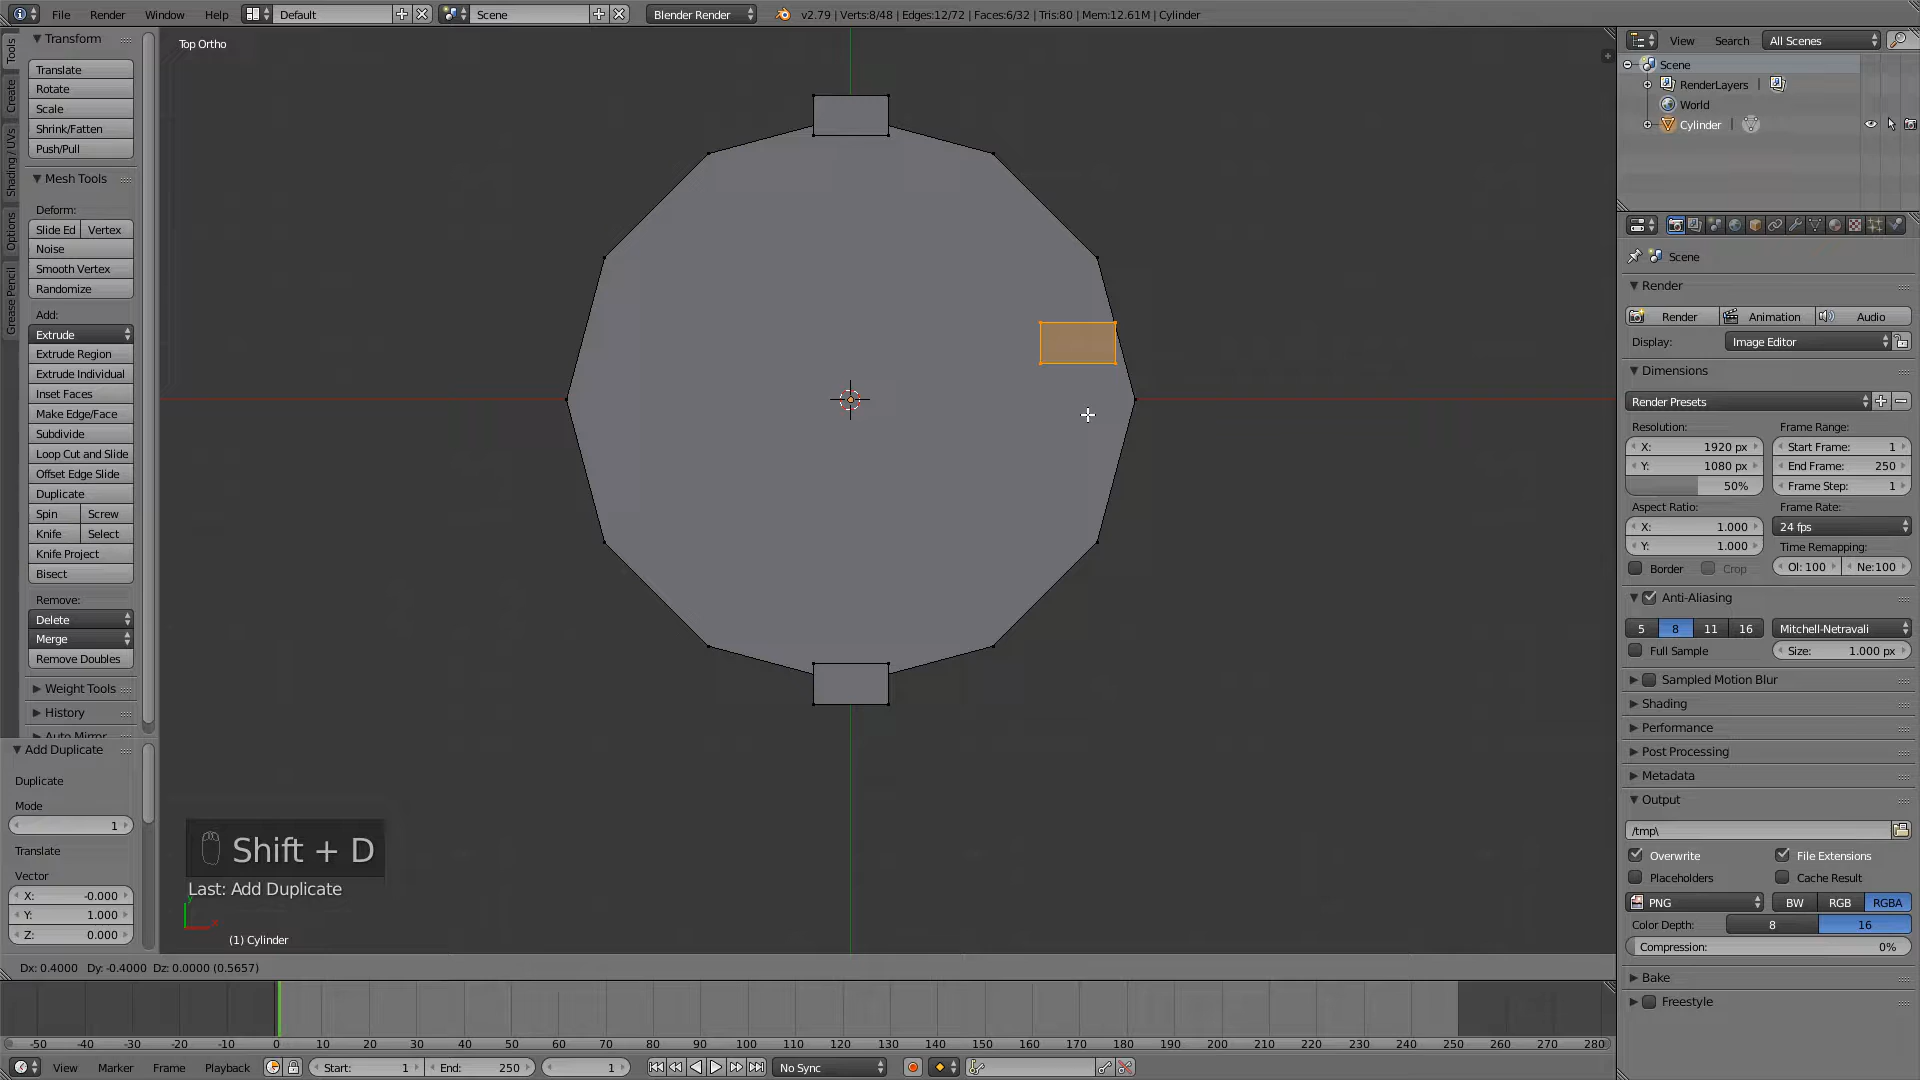 File Render Window Help Default Scene Blender Render v2.79 | Verts:8/48 | Edges:12/72 | Faces:6/32 | Tris:80 | Mem:12.61M | Cylinder
Tools
Create
Shading / UVs
Options
Grease Pencil
Transform
Translate
Rotate
Scale
Shrink/Fatten
Push/Pull
Mesh Tools
Deform:
Slide Ed Vertex
Noise
Smooth Vertex
Randomize
Add:
Extrude
Extrude Region
Extrude Individual
Inset Faces
Make Edge/Face
Subdivide
Loop Cut and Slide
Offset Edge Slide
Duplicate
Spin Screw
Knife Select
Knife Project
Bisect
Remove:
Delete
Merge
Remove Doubles
Weight Tools
History
Auto Mirror
Add Duplicate
Duplicate
Mode
1
Translate
Vector
X: -0.000
Y: 1.000
Z: 0.000
Top Ortho
Shift + D
Last: Add Duplicate
(1) Cylinder
Dx: 0.4000 Dy: -0.4000 Dz: 0.0000 (0.5657)
-50 -40 -30 -20 -10 0 10 20 30 40 50 60 70 80 90 100 110 120 130 140 150 160 170 180 190 200 210 220 230 240 250 260 270 280
View Marker Frame Playback Start: 1 End: 250 1 No Sync
View Search All Scenes
Scene
RenderLayers |
World
Cylinder |
Scene
Render
Render Animation Audio
Display: Image Editor
Dimensions
Render Presets
Resolution: Frame Range:
X: 1920 px Start Frame: 1
Y: 1080 px End Frame: 250
50% Frame Step: 1
Aspect Ratio: Frame Rate:
X: 1.000 24 fps
Y: 1.000 Time Remapping:
Border Crop Ol: 100 Ne:100
Anti-Aliasing
5 8 11 16 Mitchell-Netravali
Full Sample Size: 1.000 px
Sampled Motion Blur
Shading
Performance
Post Processing
Metadata
Output
/tmp\
Overwrite File Extensions
Placeholders Cache Result
PNG BW RGB RGBA
Color Depth: 8 16
Compression: 0%
Bake
Freestyle